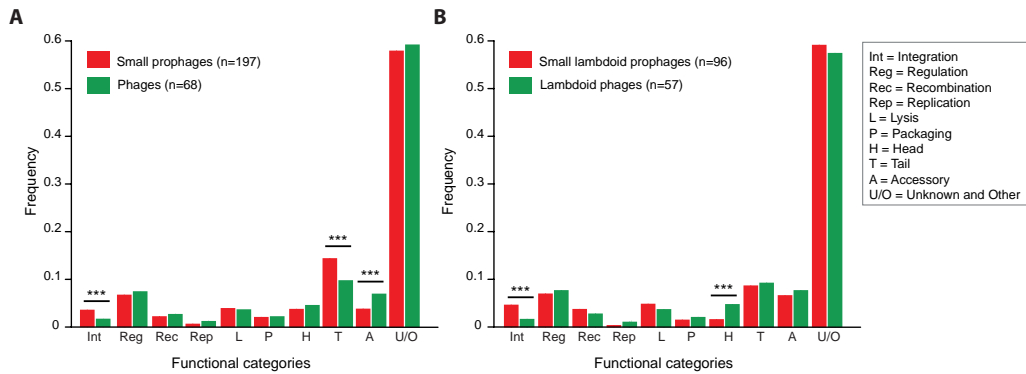 A
Small prophages (n=197)
Phages (n=68)
Frequency
0.6
0.5
0.4
0.3
0.2
0.1
0
***
***
***
Int Reg Rec Rep L P H T A U/O
Functional categories
B
Small lambdoid prophages (n=96)
Lambdoid phages (n=57)
Frequency
0.6
0.5
0.4
0.3
0.2
0.1
0
***
***
Int Reg Rec Rep L P H T A U/O
Functional categories
Int = Integration
Reg = Regulation
Rec = Recombination
Rep = Replication
L = Lysis
P = Packaging
H = Head
T = Tail
A = Accessory
U/O = Unknown and Other